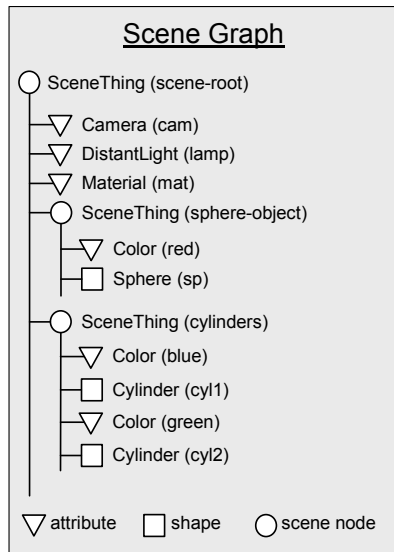 Scene Graph
SceneThing (scene-root)
Camera (cam)
DistantLight (lamp)
Material (mat)
SceneThing (sphere-object)
Color (red)
Sphere (sp)
SceneThing (cylinders)
Color (blue)
Cylinder (cyl1)
Color (green)
Cylinder (cyl2)
attribute shape scene node